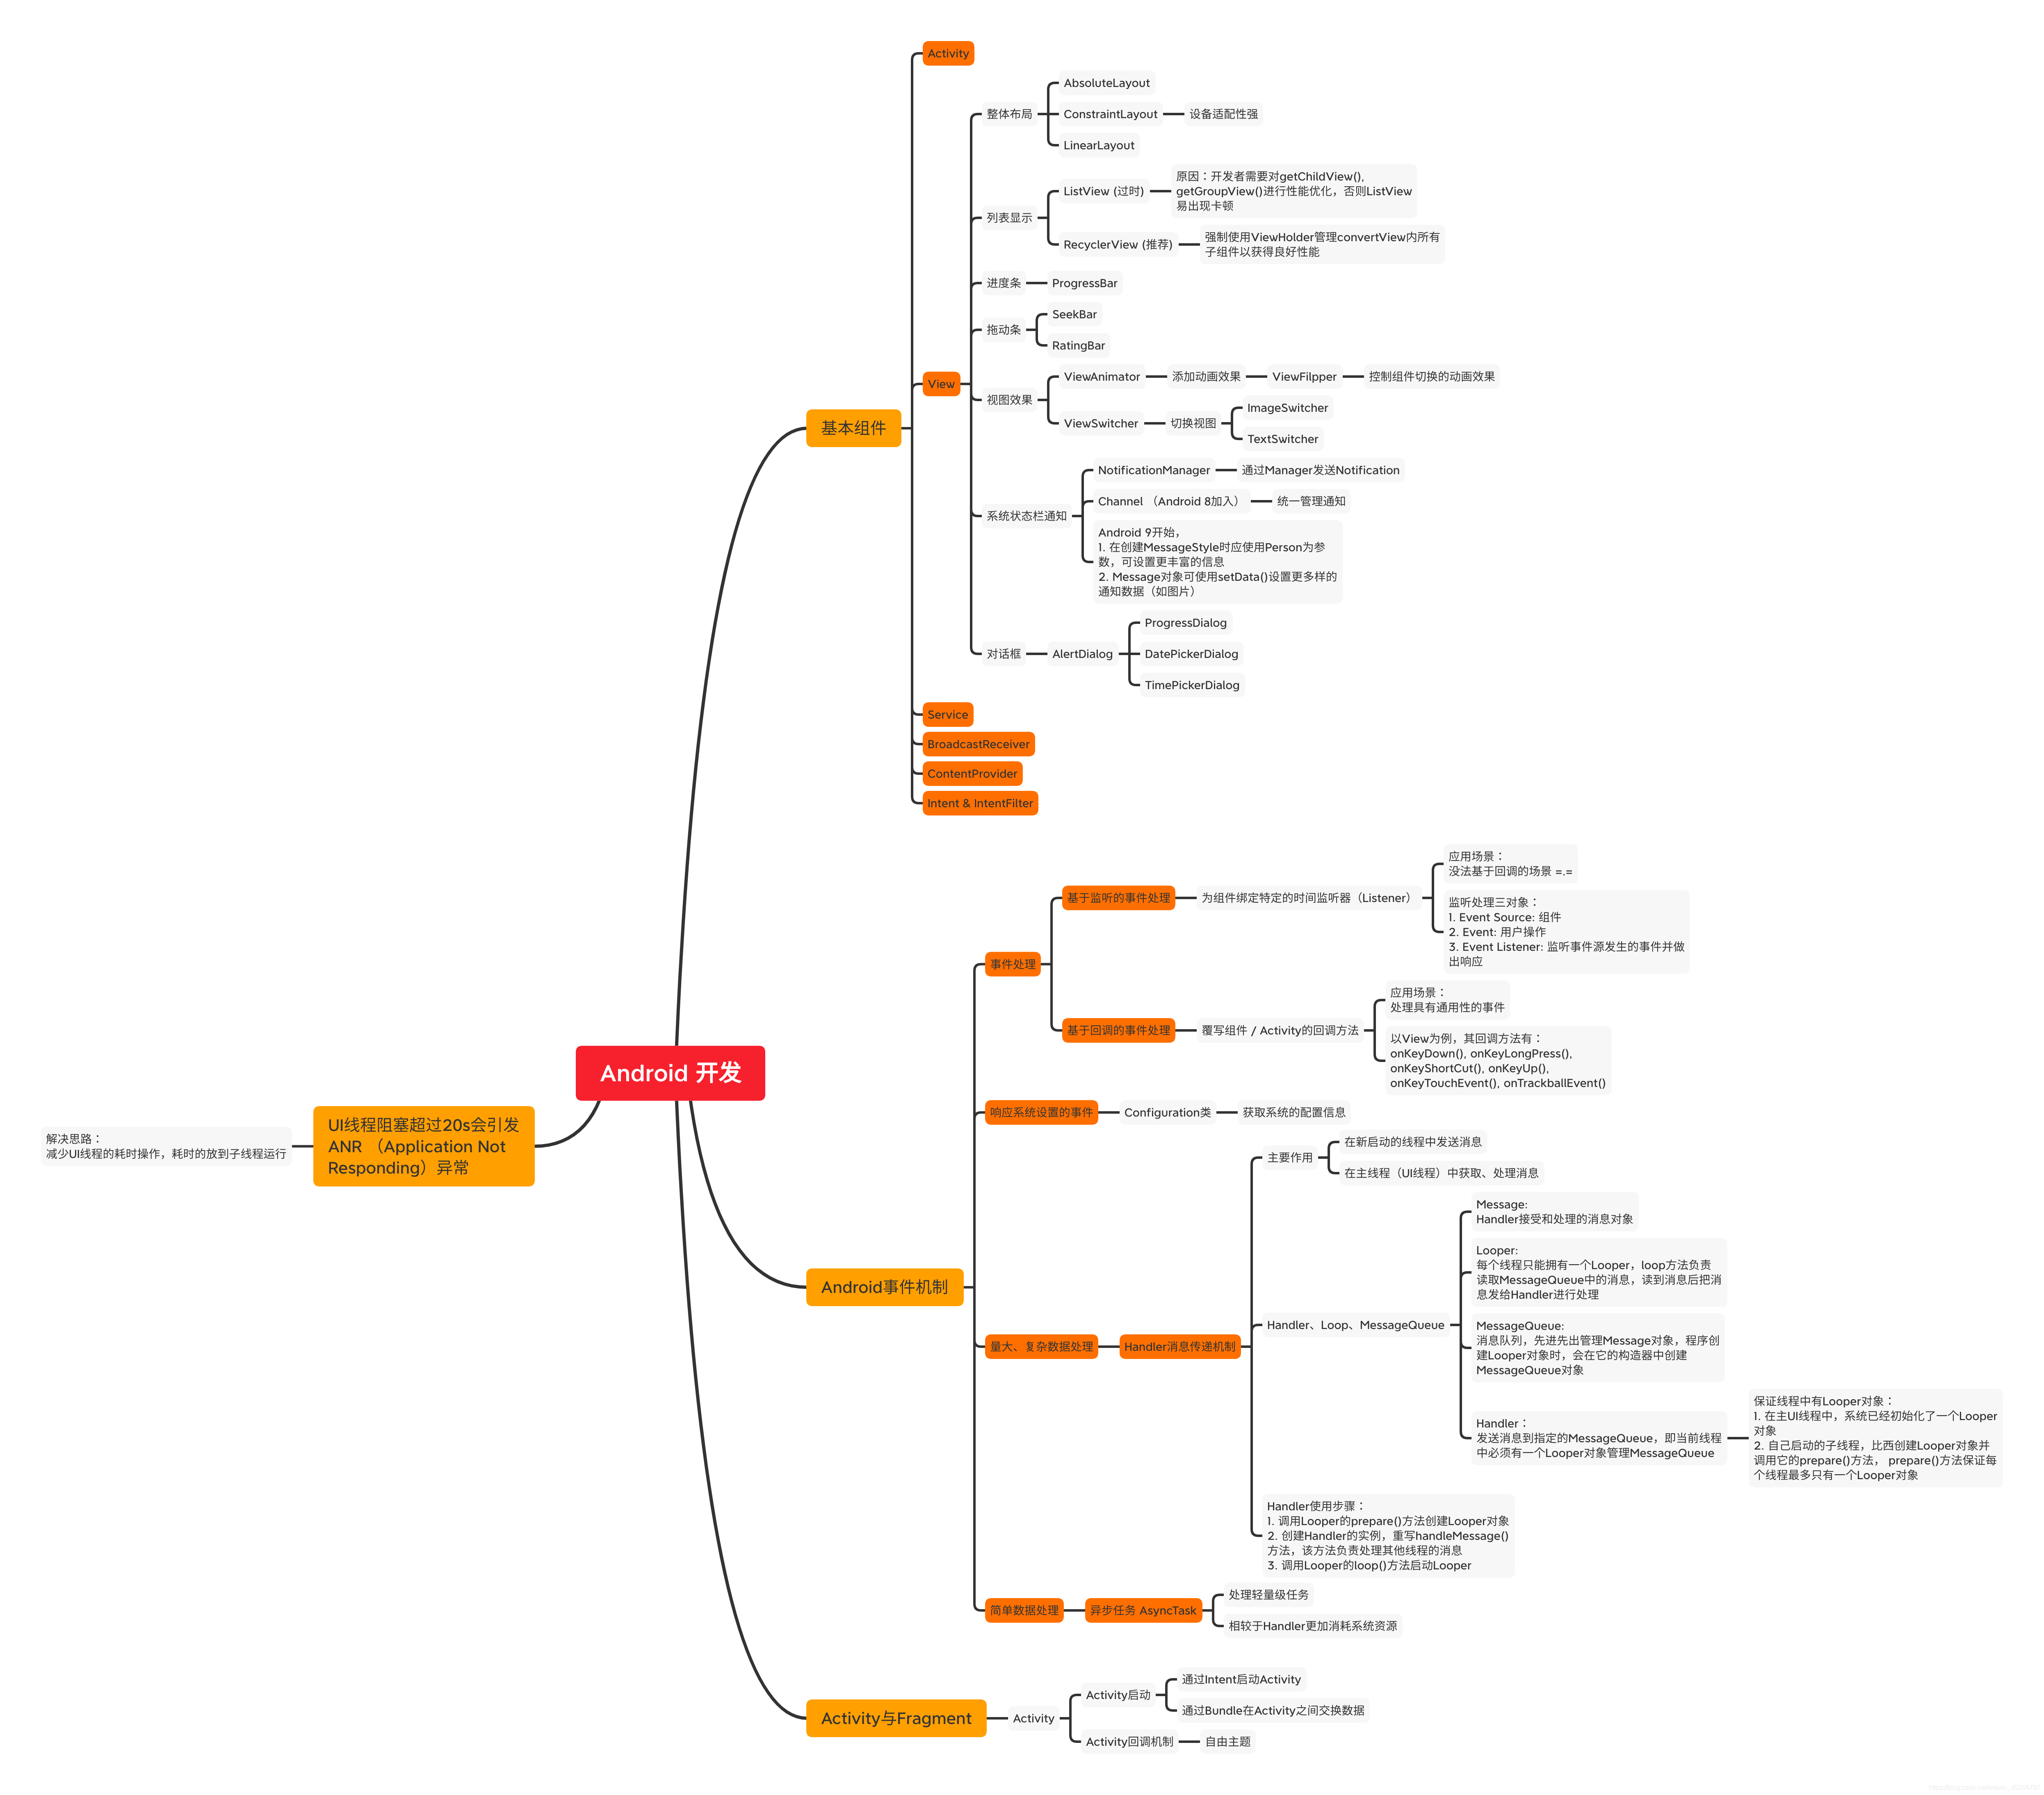 Android 开发
基本组件
Activity
View
整体布局
AbsoluteLayout
ConstraintLayout
设备适配性强
LinearLayout
列表显示
ListView (过时)
原因：开发者需要对getChildView(),
getGroupView()进行性能优化，否则ListView
易出现卡顿
RecyclerView (推荐)
强制使用ViewHolder管理convertView内所有
子组件以获得良好性能
进度条
ProgressBar
拖动条
SeekBar
RatingBar
视图效果
ViewAnimator
添加动画效果
ViewFilpper
控制组件切换的动画效果
ViewSwitcher
切换视图
ImageSwitcher
TextSwitcher
系统状态栏通知
NotificationManager
通过Manager发送Notification
Channel （Android 8加入）
统一管理通知
Android 9开始，
1. 在创建MessageStyle时应使用Person为参
数，可设置更丰富的信息
2. Message对象可使用setData()设置更多样的
通知数据（如图片）
对话框
AlertDialog
ProgressDialog
DatePickerDialog
TimePickerDialog
Service
BroadcastReceiver
ContentProvider
Intent & IntentFilter
UI线程阻塞超过20s会引发
ANR （Application Not
Responding）异常
解决思路：
减少UI线程的耗时操作，耗时的放到子线程运行
Android事件机制
事件处理
基于监听的事件处理
为组件绑定特定的时间监听器（Listener）
应用场景：
没法基于回调的场景 =.=
监听处理三对象：
1. Event Source: 组件
2. Event: 用户操作
3. Event Listener: 监听事件源发生的事件并做
出响应
基于回调的事件处理
覆写组件 / Activity的回调方法
应用场景：
处理具有通用性的事件
以View为例，其回调方法有：
onKeyDown(), onKeyLongPress(),
onKeyShortCut(), onKeyUp(),
onKeyTouchEvent(), onTrackballEvent()
响应系统设置的事件
Configuration类
获取系统的配置信息
量大、复杂数据处理
Handler消息传递机制
主要作用
在新启动的线程中发送消息
在主线程（UI线程）中获取、处理消息
Handler、Loop、MessageQueue
Message:
Handler接受和处理的消息对象
Looper:
每个线程只能拥有一个Looper，loop方法负责
读取MessageQueue中的消息，读到消息后把消
息发给Handler进行处理
MessageQueue:
消息队列，先进先出管理Message对象，程序创
建Looper对象时，会在它的构造器中创建
MessageQueue对象
Handler：
发送消息到指定的MessageQueue，即当前线程
中必须有一个Looper对象管理MessageQueue
保证线程中有Looper对象：
1. 在主UI线程中，系统已经初始化了一个Looper
对象
2. 自己启动的子线程，比西创建Looper对象并
调用它的prepare()方法， prepare()方法保证每
个线程最多只有一个Looper对象
Handler使用步骤：
1. 调用Looper的prepare()方法创建Looper对象
2. 创建Handler的实例，重写handleMessage()
方法，该方法负责处理其他线程的消息
3. 调用Looper的loop()方法启动Looper
简单数据处理
异步任务 AsyncTask
处理轻量级任务
相较于Handler更加消耗系统资源
Activity与Fragment
Activity
Activity启动
通过Intent启动Activity
通过Bundle在Activity之间交换数据
Activity回调机制
自由主题